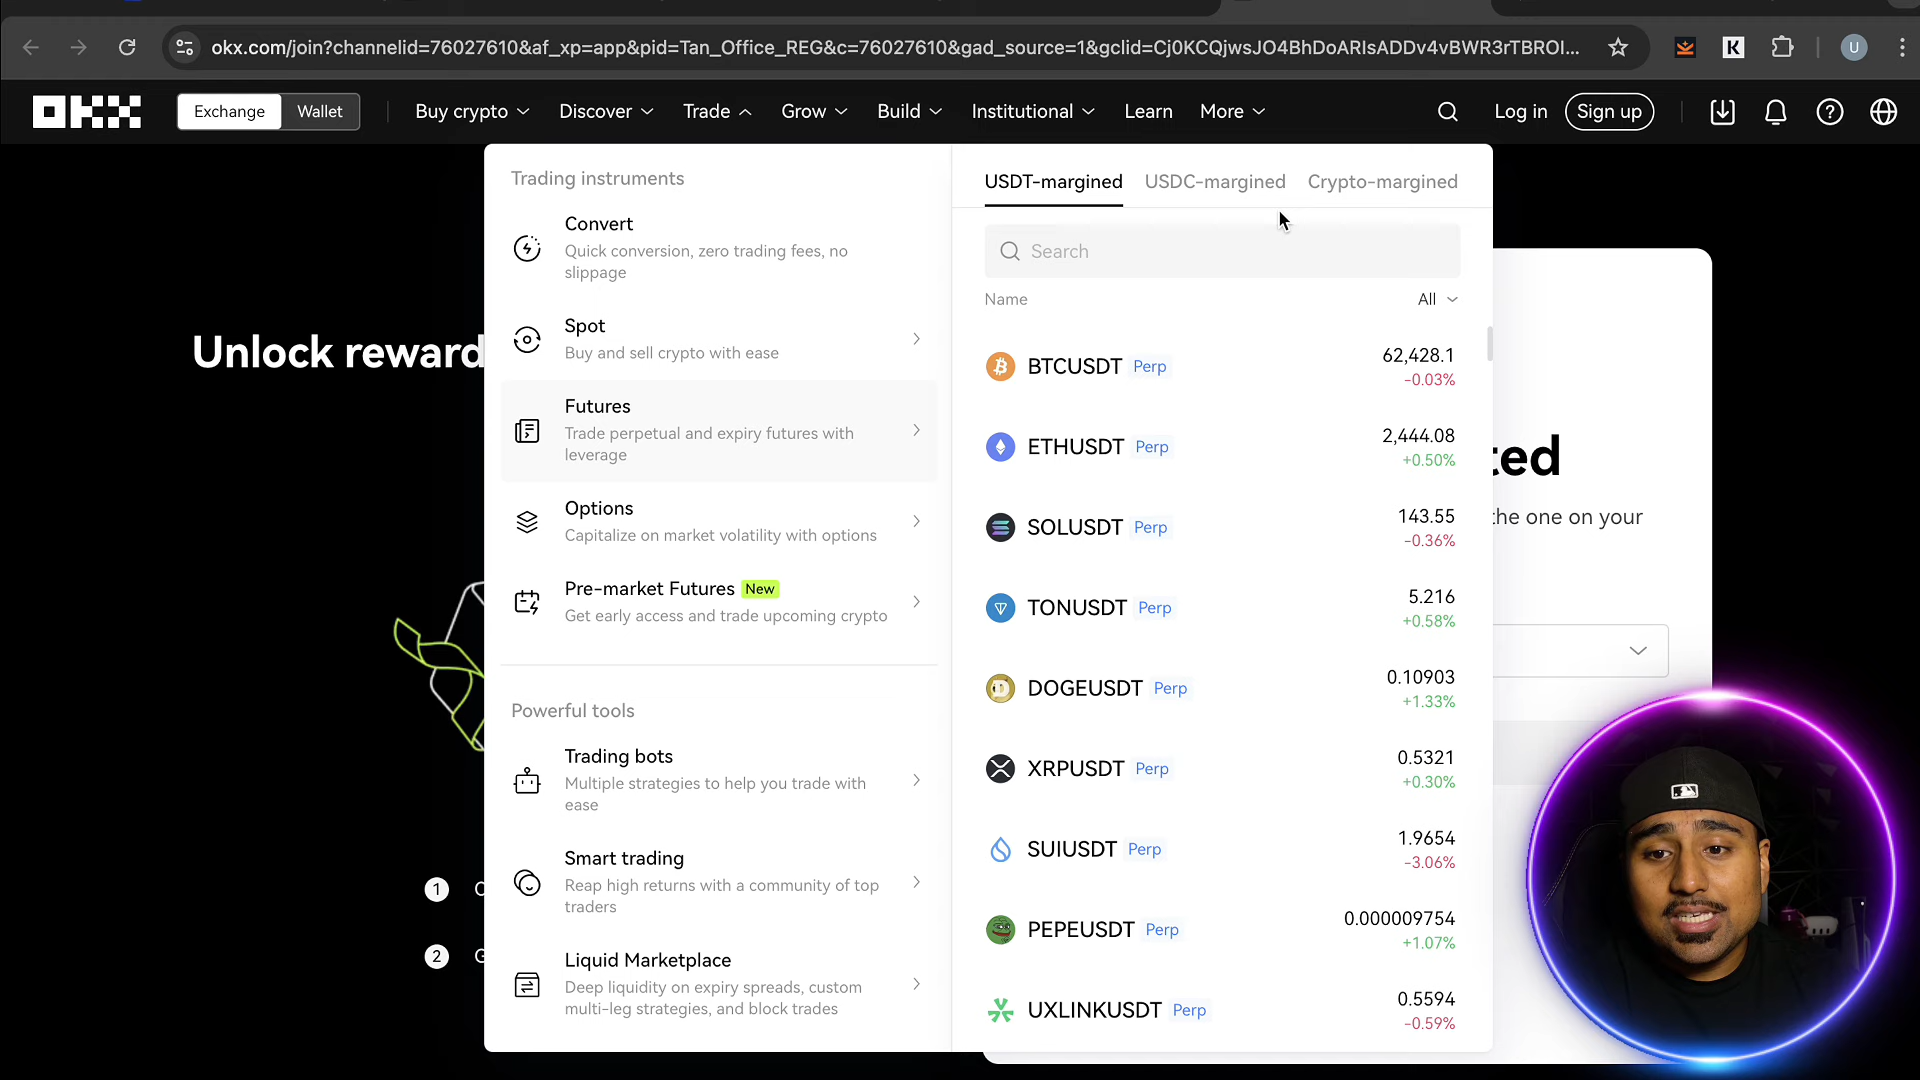 okx.com/join?channelid=76027610&af_xp=app&pid=Tan_Office_REG&c=76027610&gad_source=1&gclid=Cj0KCQjwsJO4BhDoARIsADDv4vBWR3rTBROI...
K
U
OKX
Exchange
Wallet
Buy crypto
Discover
Trade
Grow
Build
Institutional
Learn
More
Log in
Sign up
Trading instruments
Convert
Quick conversion, zero trading fees, no
slippage
Spot
Buy and sell crypto with ease
Futures
Trade perpetual and expiry futures with
leverage
Options
Capitalize on market volatility with options
Pre-market Futures New
Get early access and trade upcoming crypto
Powerful tools
Trading bots
Multiple strategies to help you trade with
ease
Smart trading
Reap high returns with a community of top
traders
Liquid Marketplace
Deep liquidity on expiry spreads, custom
multi-leg strategies, and block trades
USDT-margined
USDC-margined
Crypto-margined
Search
Name
All
BTCUSDT Perp
62,428.1
-0.03%
ETHUSDT Perp
2,444.08
+0.50%
SOLUSDT Perp
143.55
-0.36%
TONUSDT Perp
5.216
+0.58%
DOGEUSDT Perp
0.10903
+1.33%
XRPUSDT Perp
0.5321
+0.30%
SUIUSDT Perp
1.9654
-3.06%
PEPEUSDT Perp
0.000009754
+1.07%
UXLINKUSDT Perp
0.5594
-0.59%
Unlock reward
1
2
ted
the one on your